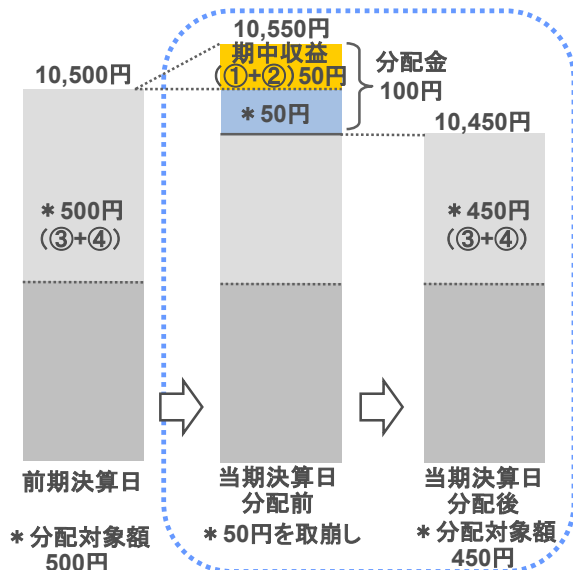 10,500円
＊500円
（③+④）
前期決算日
＊分配対象額
500円
10,550円
期中収益
（①+②）50円
＊50円
分配金
100円
当期決算日
分配前
＊50円を取崩し
10,450円
＊450円
（③+④）
当期決算日
分配後
＊分配対象額
450円